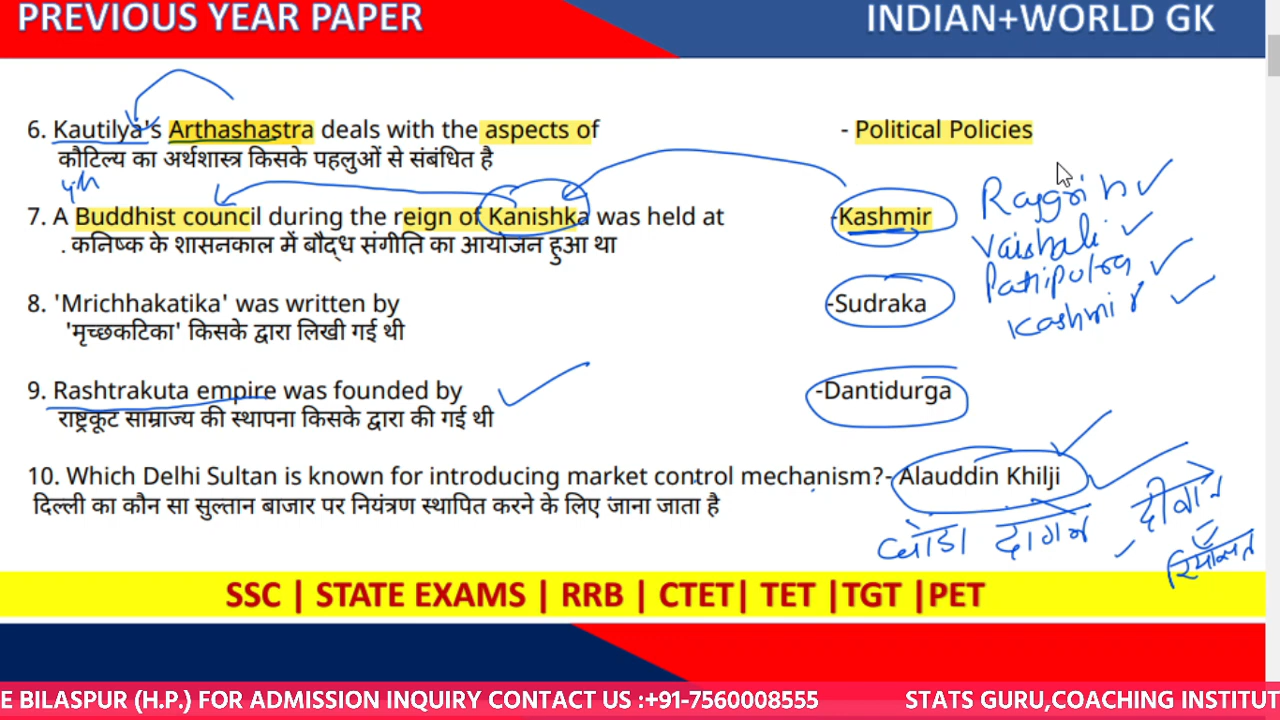 PREVIOUS YEAR PAPER
INDIAN+WORLD GK
6. Kautilya's Arthashastra deals with the aspects of - Political Policies
कौटिल्य का अर्थशास्त्र किसके पहलुओं से संबंधित है
4th
7. A Buddhist council during the reign of Kanishka was held at -Kashmir
. कनिष्क के शासनकाल में बौद्ध संगीति का आयोजन हुआ था
Rajgrih
Vaishali
Patliputra
Kashmir
8. 'Mrichhakatika' was written by -Sudraka
'मृच्छकटिका' किसके द्वारा लिखी गई थी
9. Rashtrakuta empire was founded by -Dantidurga
राष्ट्रकूट साम्राज्य की स्थापना किसके द्वारा की गई थी
10. Which Delhi Sultan is known for introducing market control mechanism?- Alauddin Khilji
दिल्ली का कौन सा सुल्तान बाजार पर नियंत्रण स्थापित करने के लिए जाना जाता है
दीवान
SSC | STATE EXAMS | RRB | CTET| TET |TGT |PET
E BILASPUR (H.P.) FOR ADMISSION INQUIRY CONTACT US :+91-7560008555 STATS GURU,COACHING INSTITUT